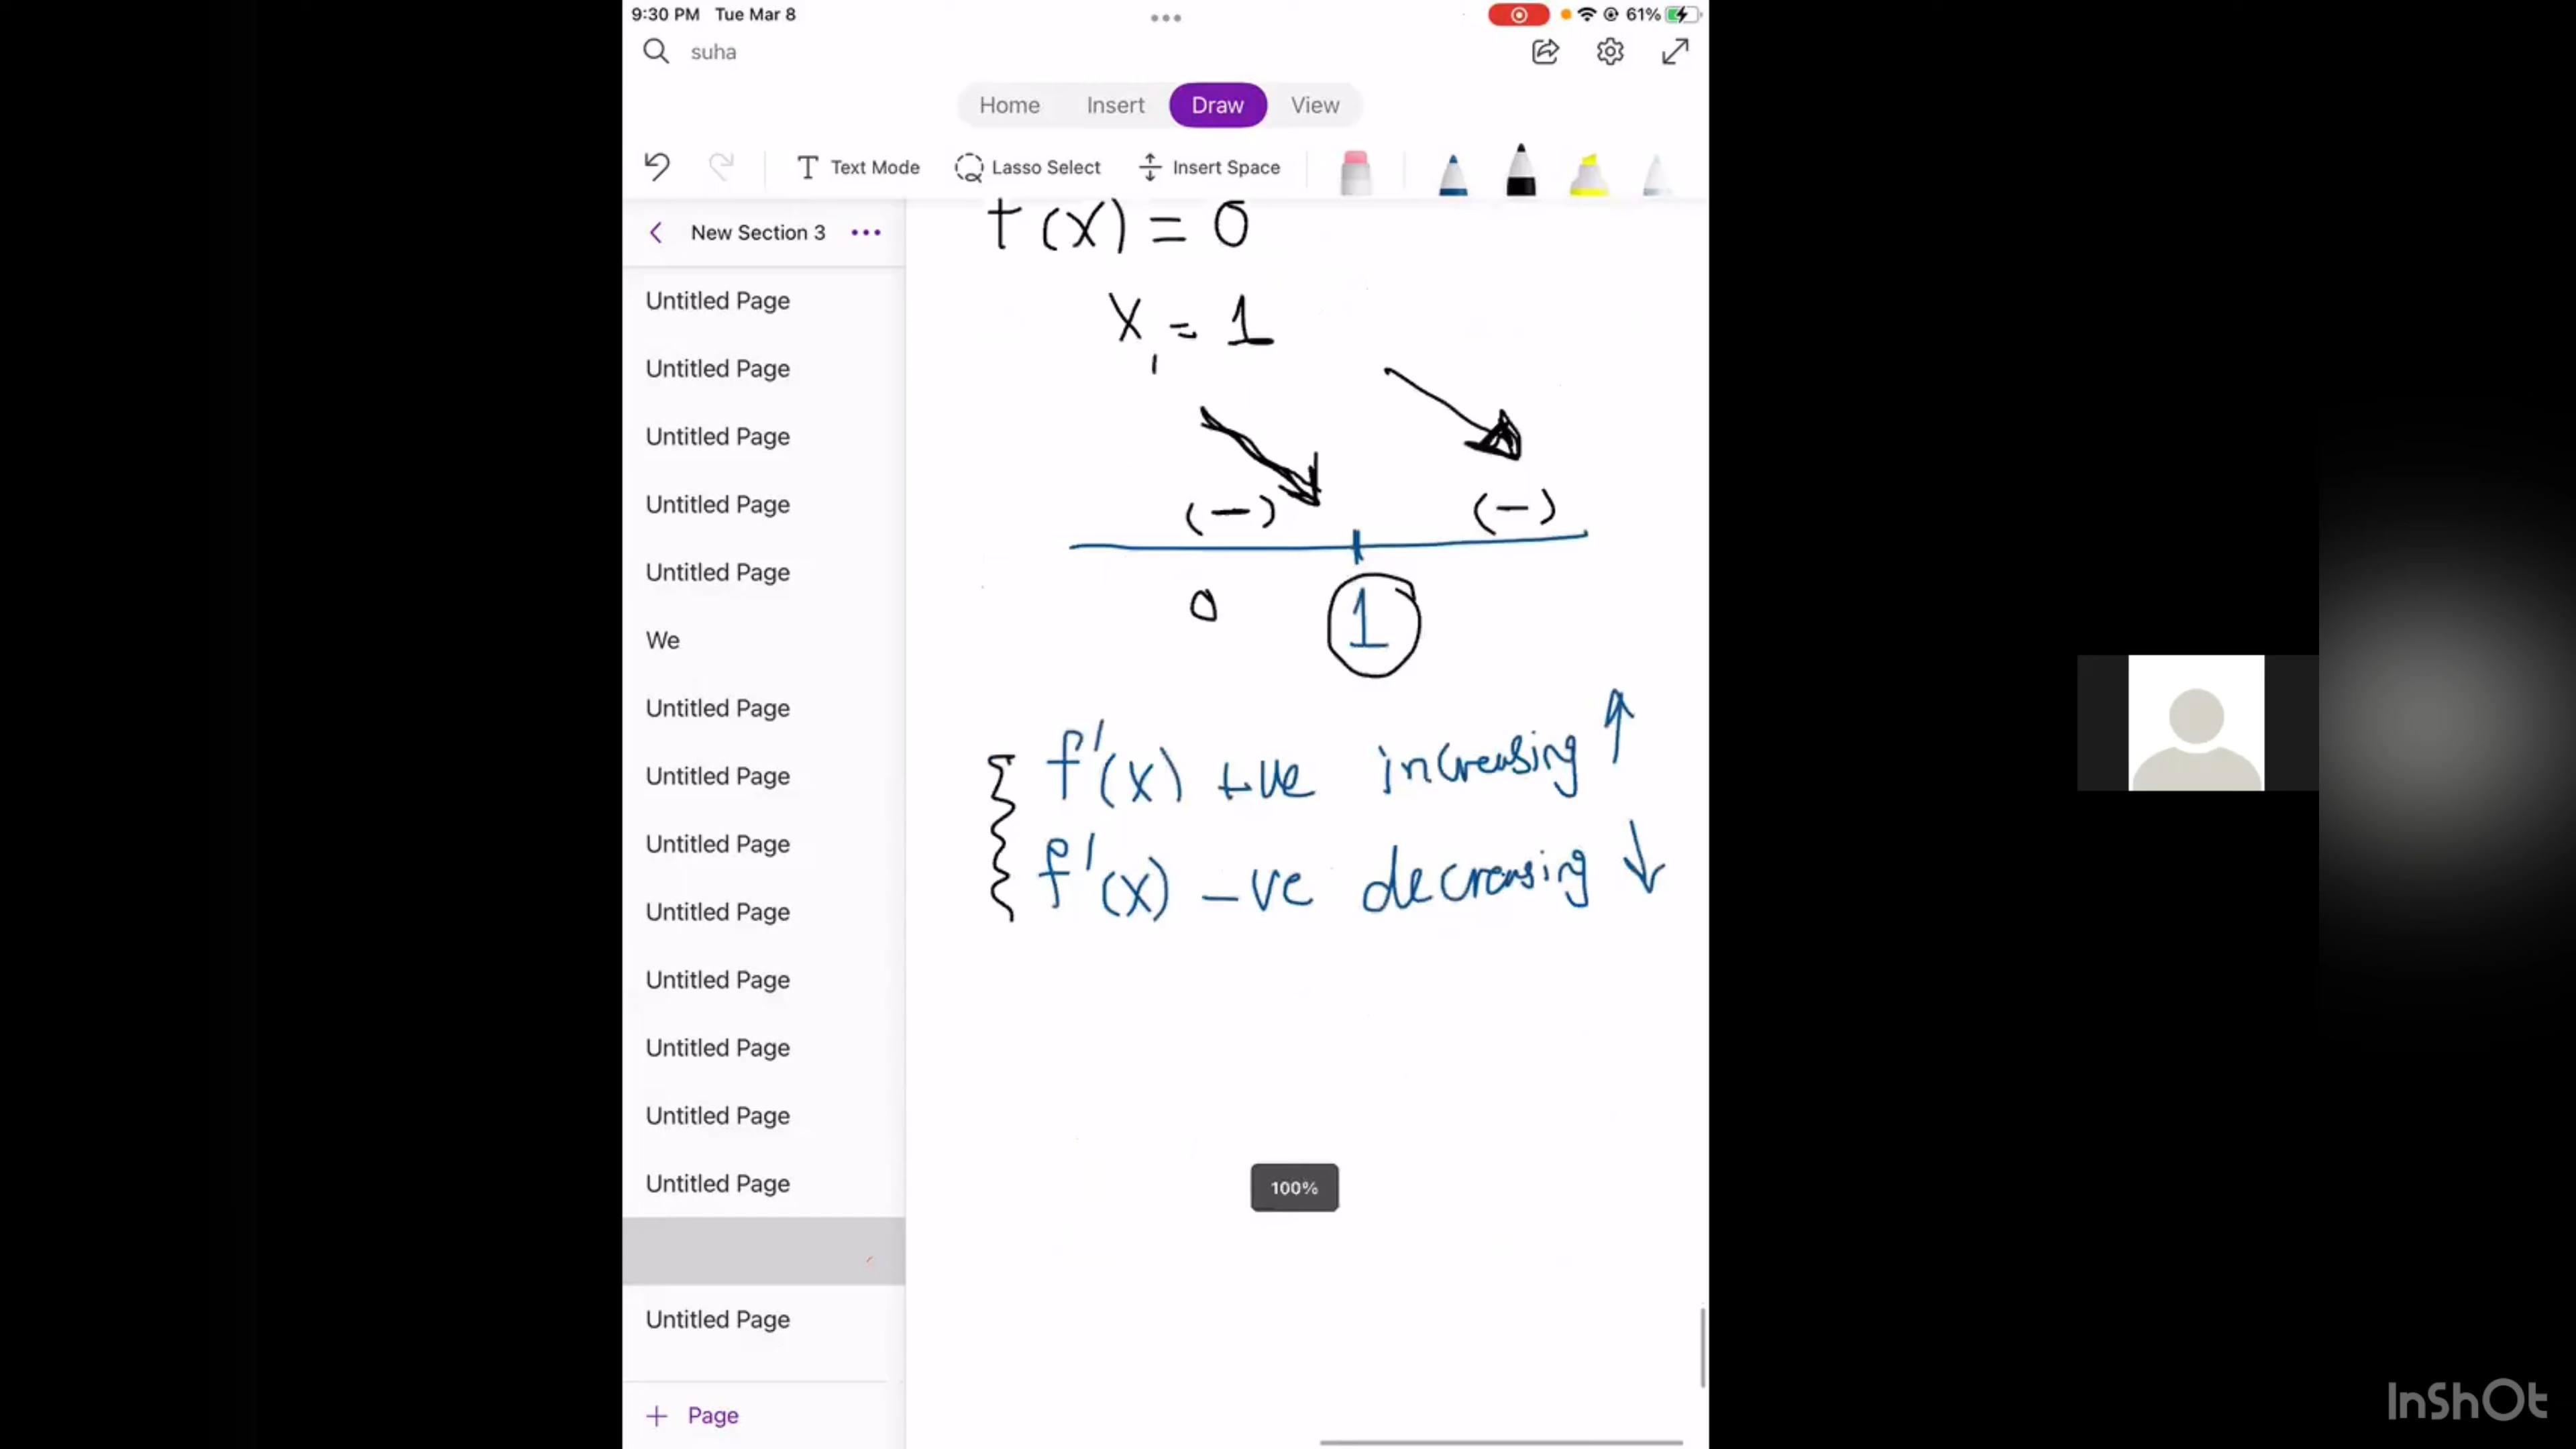 9:30 PM Tue Mar 8
61%
suha
Home Insert Draw View
Text Mode Lasso Select Insert Space
New Section 3
Untitled Page
Untitled Page
Untitled Page
Untitled Page
Untitled Page
We
Untitled Page
Untitled Page
Untitled Page
Untitled Page
Untitled Page
Untitled Page
Untitled Page
Untitled Page
Untitled Page
+ Page
f(x) = 0
x₁ = 1
(-) (-)
0 1
f'(x) +ve increasing ↑
f'(x) -ve decreasing ↓
100%
InShOt